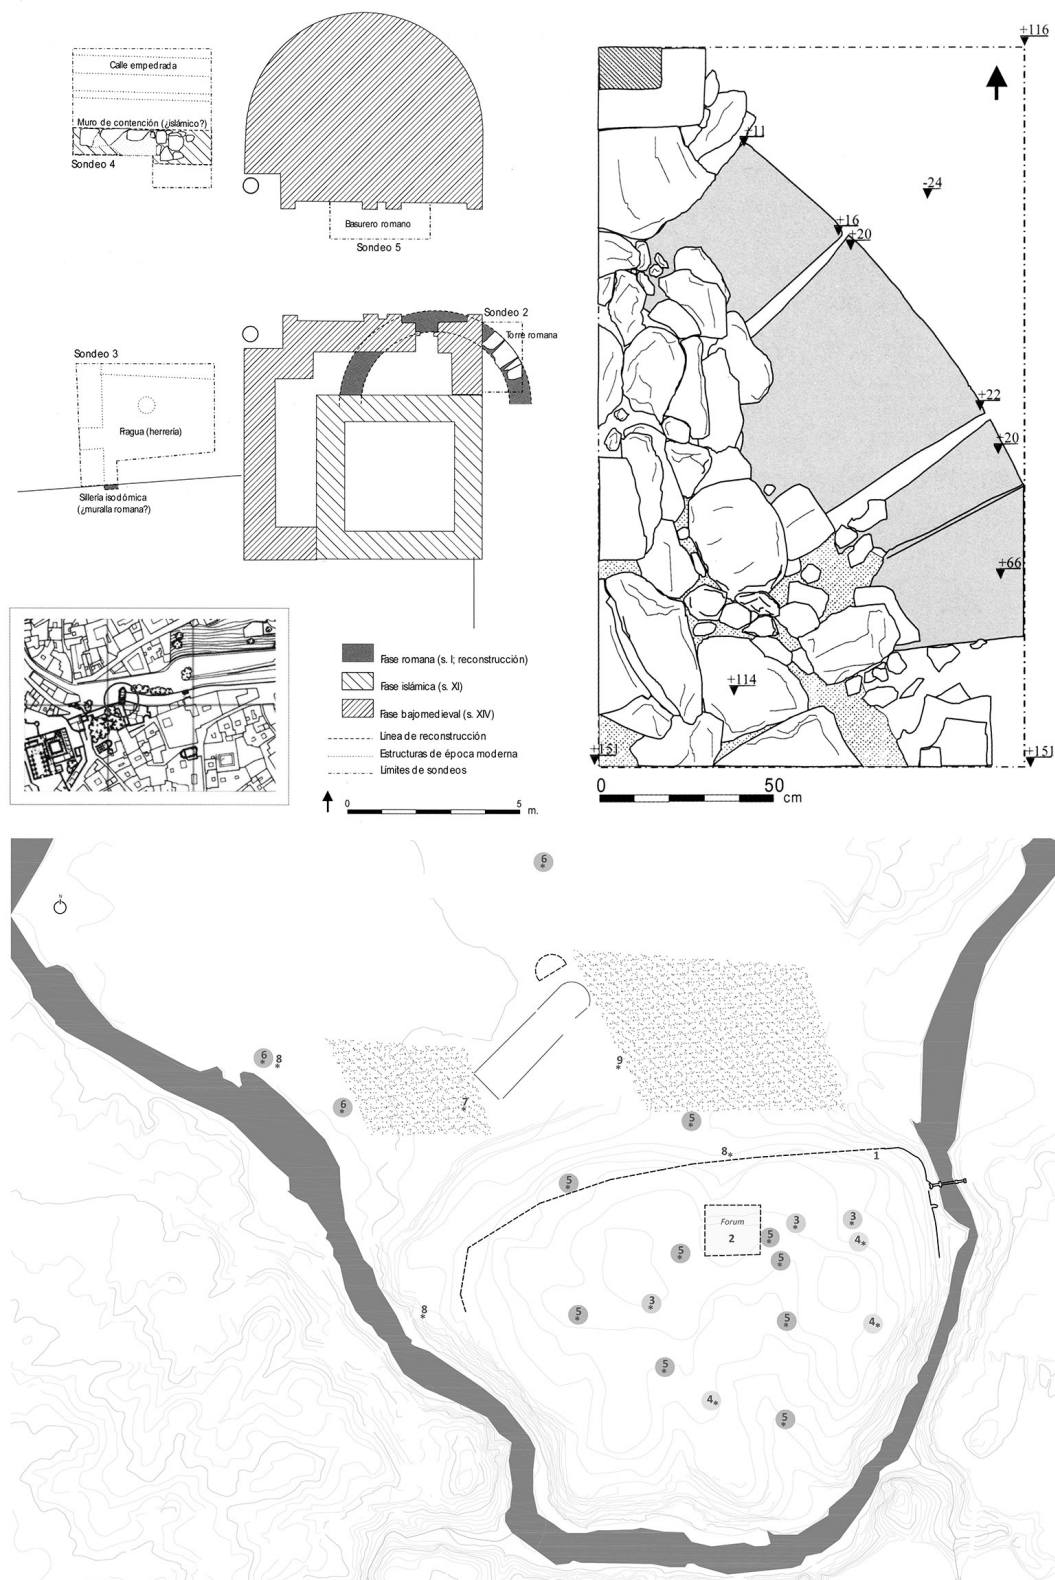 Calle empedrada
Muro de contención (¿islámico?)
Sondeo 4
Basurero romano
Sondeo 5
Sondeo 2
Torre romana
Sondeo 3
Fragua (herrería)
Sillería isodómica
(¿muralla romana?)
Fase romana (s. I; reconstrucción)
Fase islámica (s. XI)
Fase bajomedieval (s. XIV)
Línea de reconstrucción
Estructuras de época moderna
Límites de sondeos
0 5
m.
+116
+11
-24
+16
+20
+22
+20
+66
+114
+151
+151
0 50
cm
N
6
6
8
6
7
9
5
8
1
5
Forum
2
3
3
5
4
5
5
3
5
8
5
4
5
4
5